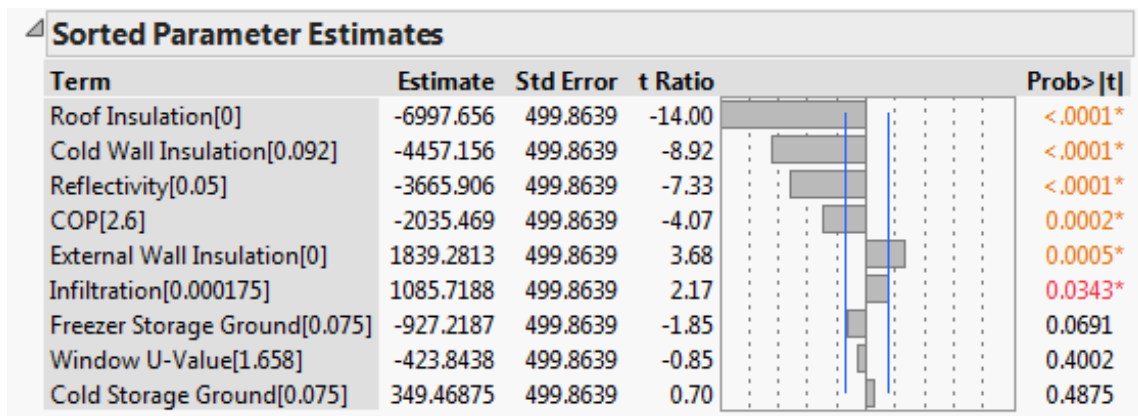 Sorted Parameter Estimates
Term Estimate Std Error t Ratio Prob>|t|
Roof Insulation[0] -6997.656 499.8639 -14.00 <.0001*
Cold Wall Insulation[0.092] -4457.156 499.8639 -8.92 <.0001*
Reflectivity[0.05] -3665.906 499.8639 -7.33 <.0001*
COP[2.6] -2035.469 499.8639 -4.07 0.0002*
External Wall Insulation[0] 1839.2813 499.8639 3.68 0.0005*
Infiltration[0.000175] 1085.7188 499.8639 2.17 0.0343*
Freezer Storage Ground[0.075] -927.2187 499.8639 -1.85 0.0691
Window U-Value[1.658] -423.8438 499.8639 -0.85 0.4002
Cold Storage Ground[0.075] 349.46875 499.8639 0.70 0.4875